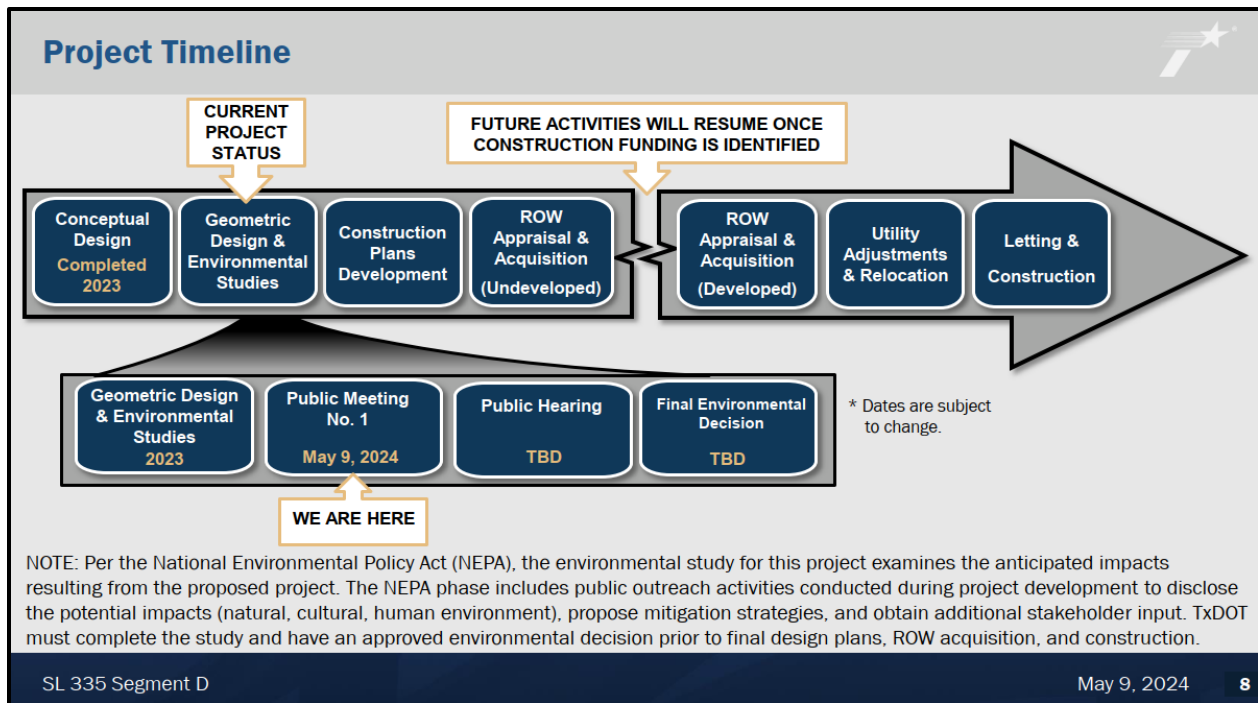 Project Timeline
CURRENT
PROJECT
STATUS
FUTURE ACTIVITIES WILL RESUME ONCE
CONSTRUCTION FUNDING IS IDENTIFIED
Conceptual
Design
Completed
2023
Geometric
Design &
Environmental
Studies
Construction
Plans
Development
ROW
Appraisal &
Acquisition
(Undeveloped)
ROW
Appraisal &
Acquisition
(Developed)
Utility
Adjustments
& Relocation
Letting &
Construction
Geometric Design
& Environmental
Studies
2023
Public Meeting
No. 1
May 9, 2024
Public Hearing
TBD
Final Environmental
Decision
TBD
* Dates are subject
to change.
WE ARE HERE
NOTE: Per the National Environmental Policy Act (NEPA), the environmental study for this project examines the anticipated impacts
resulting from the proposed project. The NEPA phase includes public outreach activities conducted during project development to disclose
the potential impacts (natural, cultural, human environment), propose mitigation strategies, and obtain additional stakeholder input. TxDOT
must complete the study and have an approved environmental decision prior to final design plans, ROW acquisition, and construction.
SL 335 Segment D
May 9, 2024
8